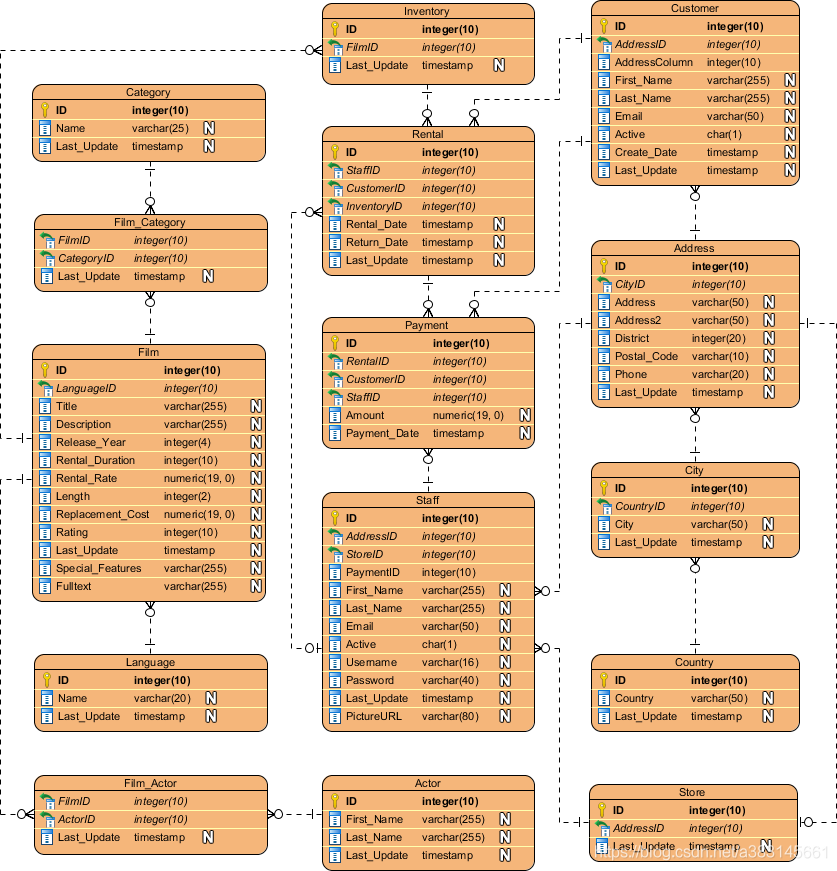 Inventory
ID integer(10)
FilmID integer(10)
Last_Update timestamp N
Customer
ID integer(10)
AddressID integer(10)
AddressColumn integer(10)
First_Name varchar(255) N
Last_Name varchar(255) N
Email varchar(50) N
Active char(1) N
Create_Date timestamp N
Last_Update timestamp N
Category
ID integer(10)
Name varchar(25) N
Last_Update timestamp N
Rental
ID integer(10)
StaffID integer(10)
CustomerID integer(10)
InventoryID integer(10)
Rental_Date timestamp N
Return_Date timestamp N
Last_Update timestamp N
Film_Category
FilmID integer(10)
CategoryID integer(10)
Last_Update timestamp N
Address
ID integer(10)
CityID integer(10)
Address varchar(50) N
Address2 varchar(50) N
District integer(20) N
Postal_Code varchar(10) N
Phone varchar(20) N
Last_Update timestamp N
Payment
ID integer(10)
RentalID integer(10)
CustomerID integer(10)
StaffID integer(10)
Amount numeric(19, 0) N
Payment_Date timestamp N
Film
ID integer(10)
LanguageID integer(10)
Title varchar(255) N
Description varchar(255) N
Release_Year integer(4) N
Rental_Duration integer(10) N
Rental_Rate numeric(19, 0) N
Length integer(2) N
Replacement_Cost numeric(19, 0) N
Rating integer(10) N
Last_Update timestamp N
Special_Features varchar(255) N
Fulltext varchar(255) N
City
ID integer(10)
CountryID integer(10)
City varchar(50) N
Last_Update timestamp N
Staff
ID integer(10)
AddressID integer(10)
StoreID integer(10)
PaymentID integer(10)
First_Name varchar(255) N
Last_Name varchar(255) N
Email varchar(50) N
Active char(1) N
Username varchar(16) N
Password varchar(40) N
Last_Update timestamp N
PictureURL varchar(80) N
Language
ID integer(10)
Name varchar(20) N
Last_Update timestamp N
Country
ID integer(10)
Country varchar(50) N
Last_Update timestamp N
Film_Actor
FilmID integer(10)
ActorID integer(10)
Last_Update timestamp N
Actor
ID integer(10)
First_Name varchar(255) N
Last_Name varchar(255) N
Last_Update timestamp N
Store
ID integer(10)
AddressID integer(10)
Last_Update timestamp N